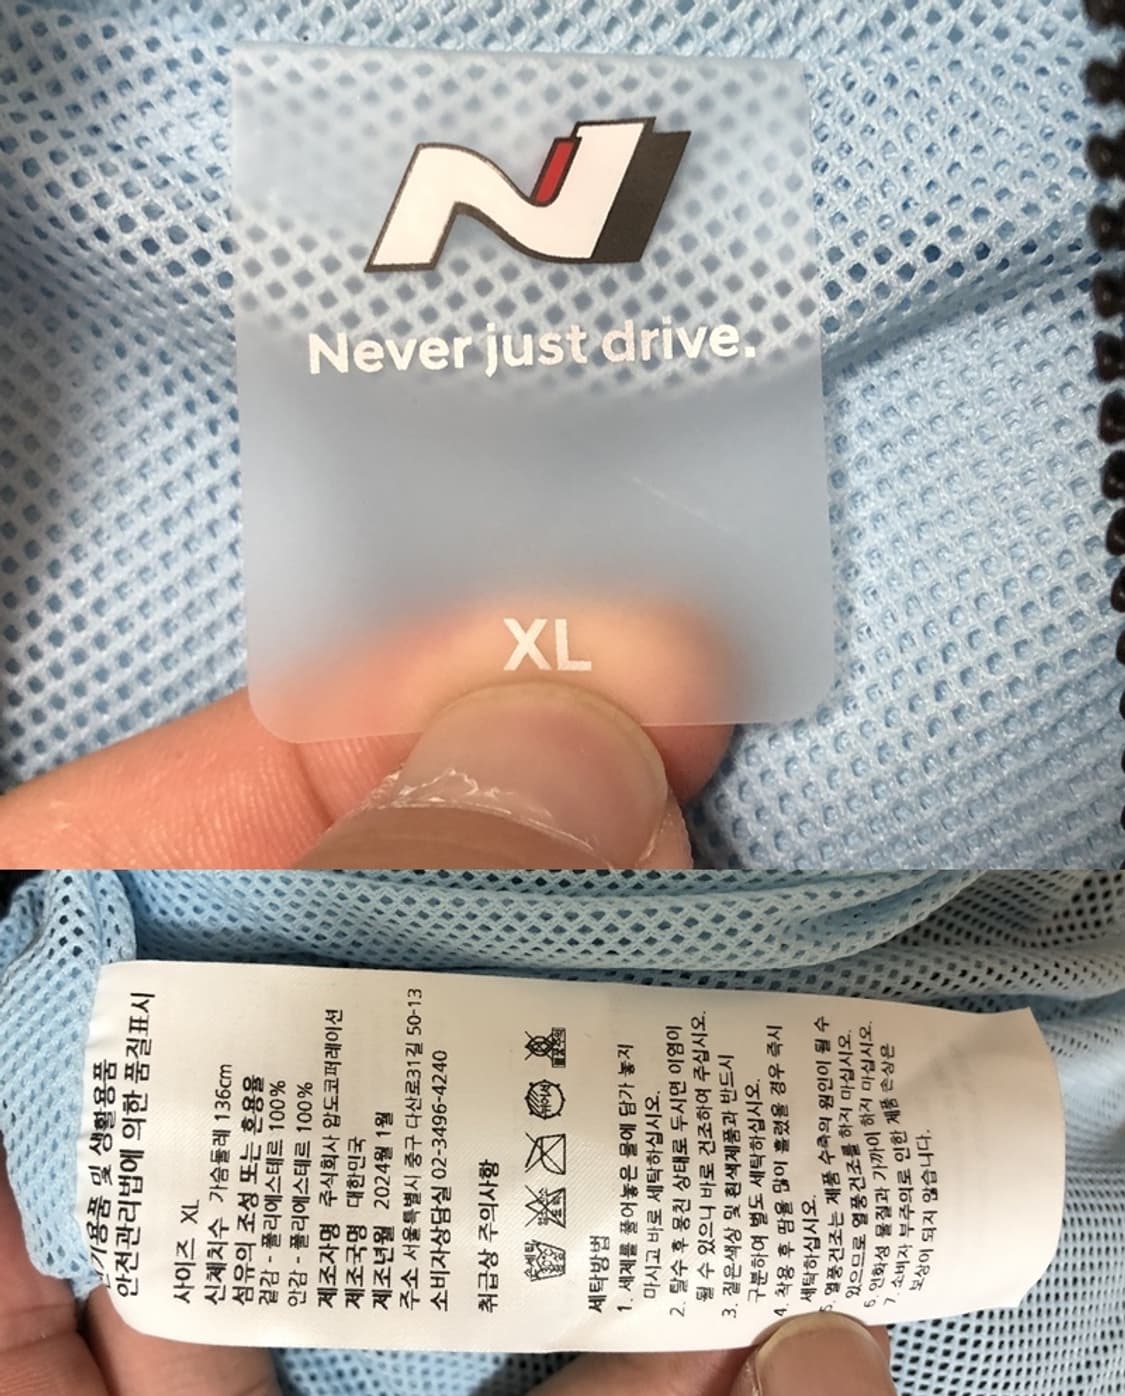 N
Never just drive.
XL
전기용품 및 생활용품
안전관리법에 의한 품질표시
사이즈 XL
신체치수 가슴둘레 136cm
섬유의 조성 또는 혼용율
겉감 - 폴리에스테르 100%
안감 - 폴리에스테르 100%
제조자명 주식회사 압도코퍼레이션
제조국명 대한민국
제조년월 2024년 1월
주소 서울특별시 중구 다산로31길 50-13
소비자상담실 02-3496-4240
취급상 주의사항
손세탁
세탁방법
1. 세제를 풀어놓은 물에 담가 놓지
마시고 바로 세탁하십시오.
2. 탈수 후 뭉친 상태로 두시면 이염이
될 수 있으니 바로 건조하여 주십시오.
3. 짙은색상 및 흰색제품과 반드시
구분하여 별도 세탁하십시오.
4. 착용 후 땀을 많이 흘렸을 경우 즉시
세탁하십시오.
5. 열풍건조는 제품 수축의 원인이 될 수
있으므로 열풍건조를 하지 마십시오.
6. 인화성 물질과 가까이 하지 마십시오.
7. 소비자 부주의로 인한 제품 손상은
보상이 되지 않습니다.